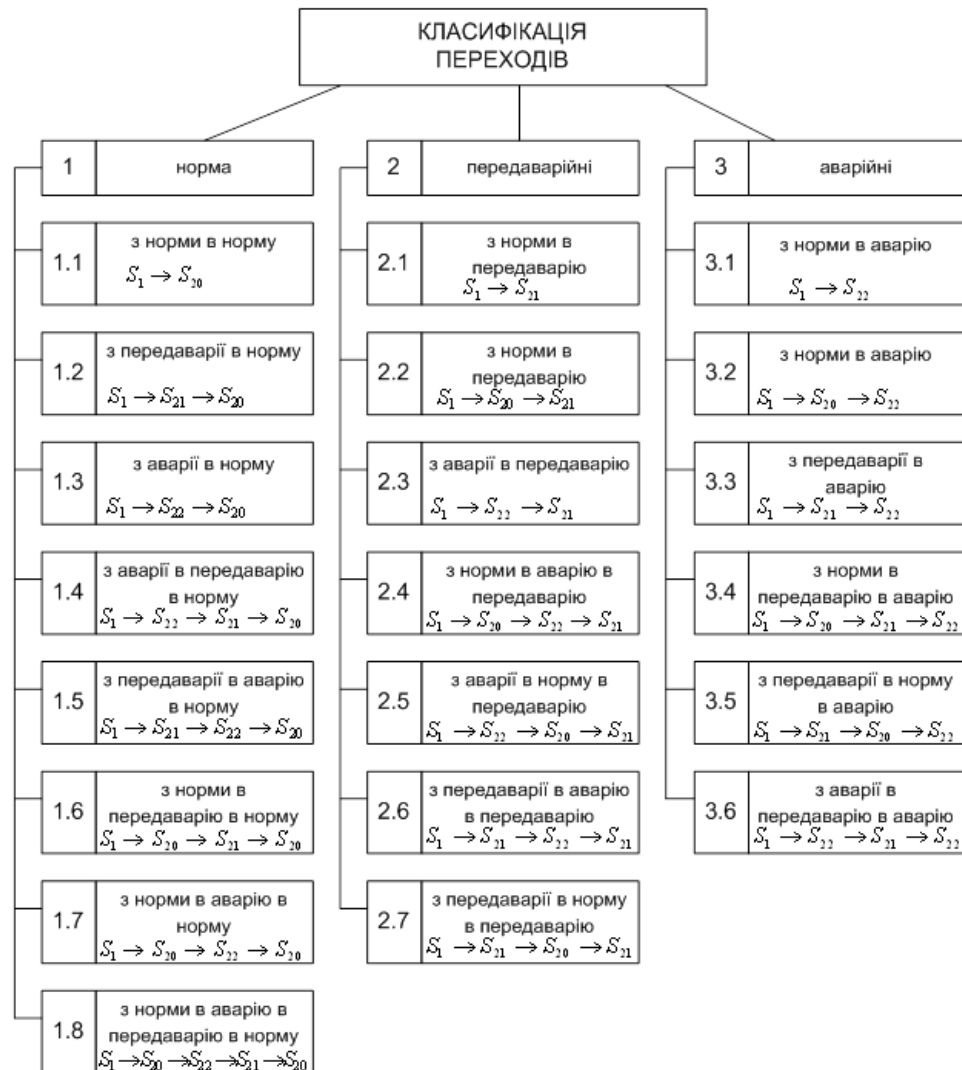 КЛАСИФІКАЦІЯ
ПЕРЕХОДІВ
1 норма
1.1 з норми в норму
S₁ → S₂₀
1.2 з передаварії в норму
S₁ → S₂₁ → S₂₀
1.3 з аварії в норму
S₁ → S₂₂ → S₂₀
1.4 з аварії в передаварію
в норму
S₁ → S₂₂ → S₂₁ → S₂₀
1.5 з передаварії в аварію
в норму
S₁ → S₂₁ → S₂₂ → S₂₀
1.6 з норми в
передаварію в норму
S₁ → S₂₀ → S₂₁ → S₂₀
1.7 з норми в аварію в
норму
S₁ → S₂₀ → S₂₂ → S₂₀
1.8 з норми в аварію в
передаварію в норму
S₁ → S₂₀ → S₂₂ → S₂₁ → S₂₀
2 передаварійні
2.1 з норми в
передаварію
S₁ → S₂₁
2.2 з норми в
передаварію
S₁ → S₂₀ → S₂₁
2.3 з аварії в передаварію
S₁ → S₂₂ → S₂₁
2.4 з норми в аварію в
передаварію
S₁ → S₂₀ → S₂₂ → S₂₁
2.5 з аварії в норму в
передаварію
S₁ → S₂₂ → S₂₀ → S₂₁
2.6 з передаварії в аварію
в передаварію
S₁ → S₂₁ → S₂₂ → S₂₁
2.7 з передаварії в норму
в передаварію
S₁ → S₂₁ → S₂₀ → S₂₁
3 аварійні
3.1 з норми в аварію
S₁ → S₂₂
3.2 з норми в аварію
S₁ → S₂₀ → S₂₂
3.3 з передаварії в
аварію
S₁ → S₂₁ → S₂₂
3.4 з норми в
передаварію в аварію
S₁ → S₂₀ → S₂₁ → S₂₂
3.5 з передаварії в норму
в аварію
S₁ → S₂₁ → S₂₀ → S₂₂
3.6 з аварії в
передаварію в аварію
S₁ → S₂₂ → S₂₁ → S₂₂